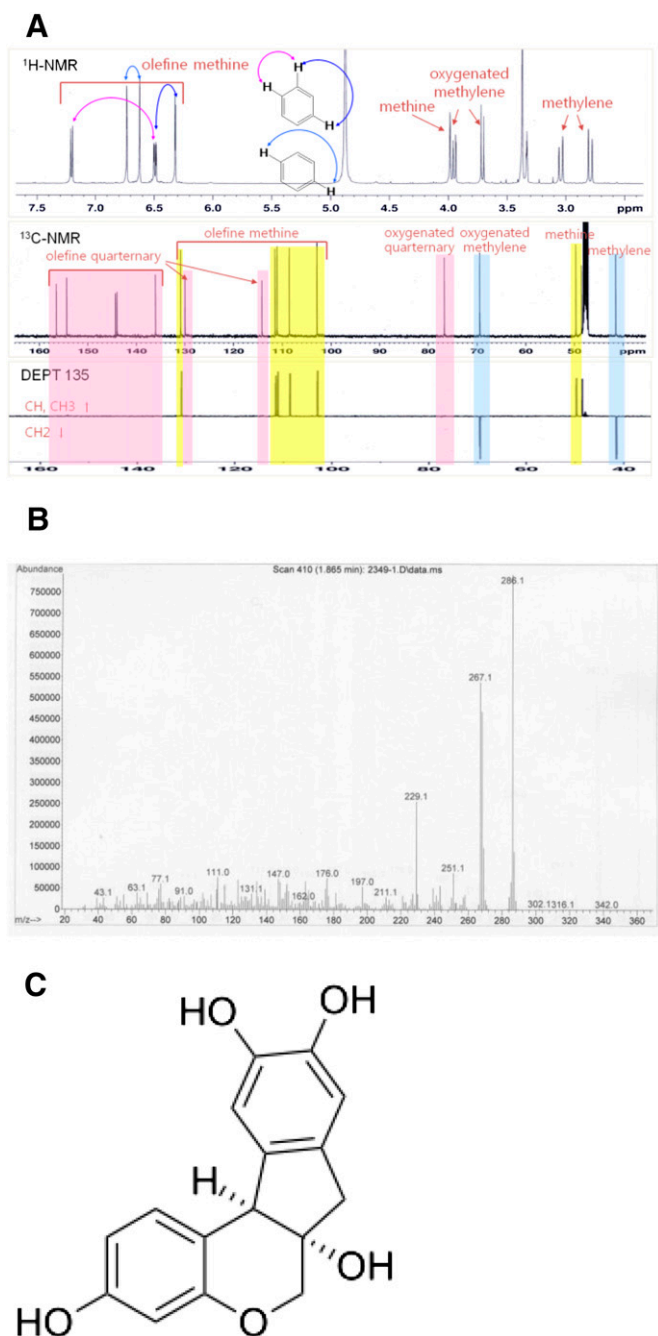 A
¹H-NMR
olefine methine
H
H
H
H
H
methine
oxygenated
methylene
methylene
7.5 7.0 6.5 6.0 5.5 5.0 4.5 4.0 3.5 3.0 ppm
¹³C-NMR
olefine quarternary
olefine methine
oxygenated
quarternary
oxygenated
methylene
methine
methylene
160 150 140 130 120 110 100 90 80 70 60 50 ppm
DEPT 135
CH, CH3
CH2
160 140 120 100 80 60 40
B
Abundance
Scan 410 (1.865 min): 2349-1.D\data.ms
750000
700000
650000
600000
550000
500000
450000
400000
350000
300000
250000
200000
150000
100000
50000
0
286.1
267.1
229.1
43.1 63.1 77.1 91.0 111.0 131.1 147.0 162.0 176.0 197.0 211.1 251.1 302.1 316.1 342.0
m/z--> 20 40 60 80 100 120 140 160 180 200 220 240 260 280 300 320 340 360
C
OH
HO
H
OH
HO
O